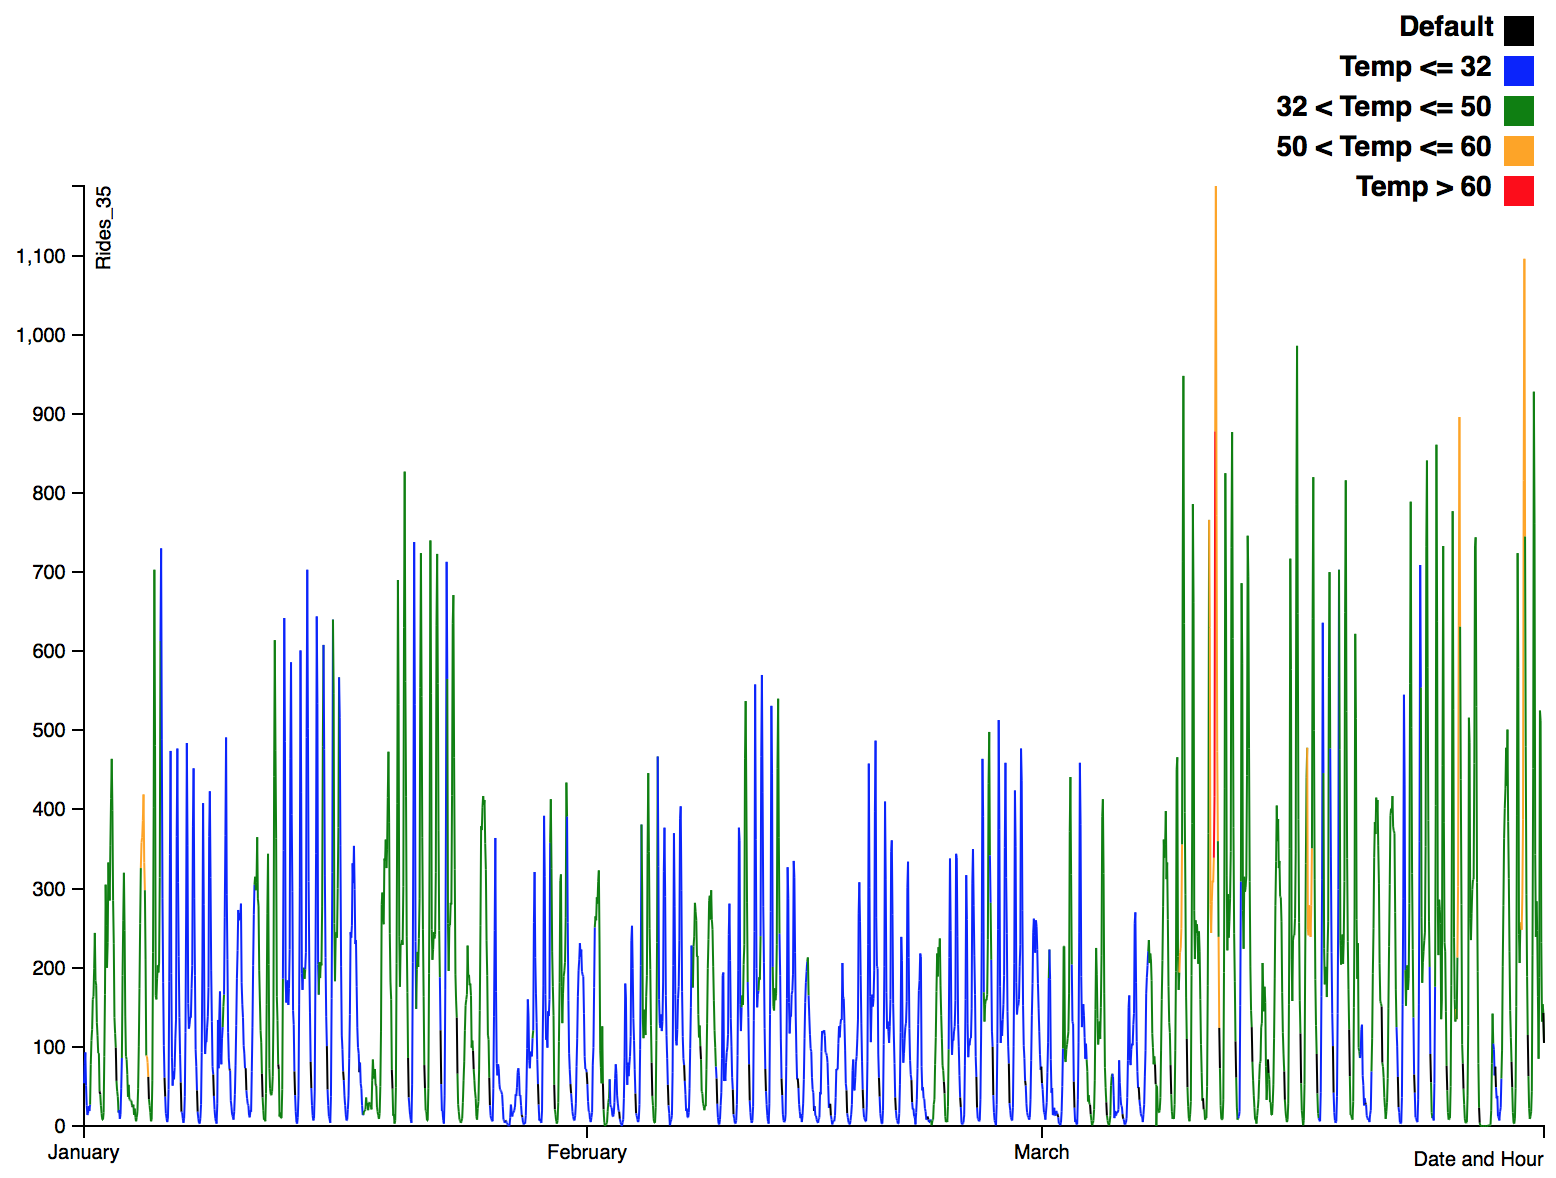 Default
Temp <= 32
32 < Temp <= 50
50 < Temp <= 60
Temp > 60
Rides_35
1,100
1,000
900
800
700
600
500
400
300
200
100
0
January
February
March
Date and Hour